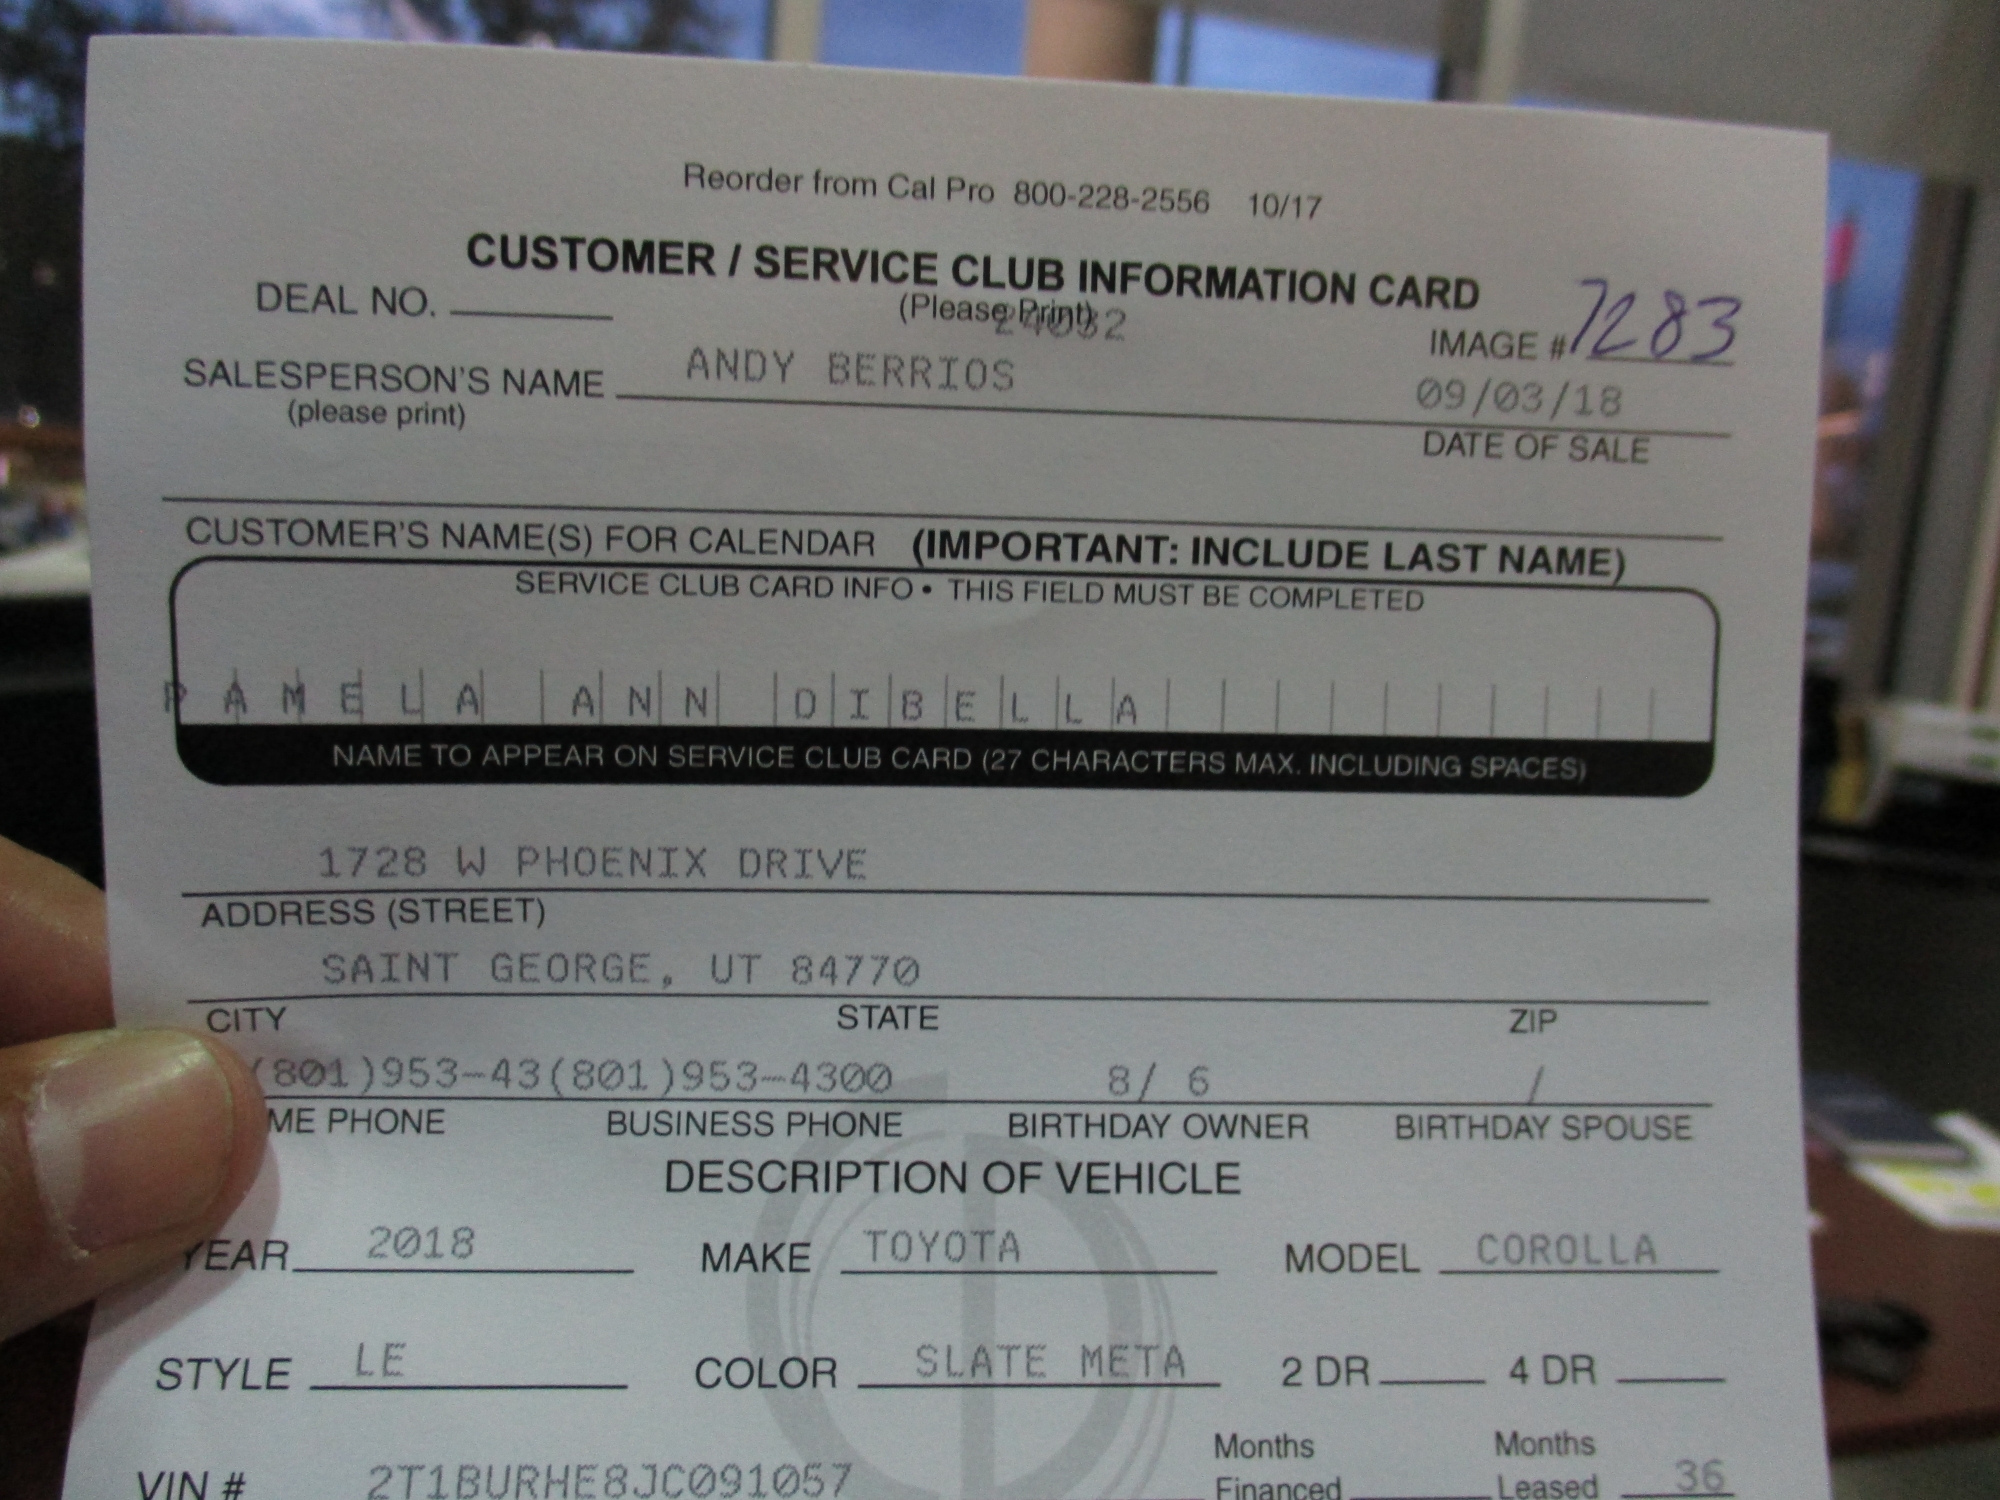 Reorder from Cal Pro 800-228-2556 10/17
CUSTOMER / SERVICE CLUB INFORMATION CARD
(Please Print)
DEAL NO. IMAGE # 7283
SALESPERSON'S NAME ANDY BERRIOS 09/03/18
(please print) DATE OF SALE
CUSTOMER'S NAME(S) FOR CALENDAR (IMPORTANT: INCLUDE LAST NAME)
SERVICE CLUB CARD INFO • THIS FIELD MUST BE COMPLETED
PAMELA ANN DIBELLA
NAME TO APPEAR ON SERVICE CLUB CARD (27 CHARACTERS MAX. INCLUDING SPACES)
1728 W PHOENIX DRIVE
ADDRESS (STREET)
SAINT GEORGE, UT 84770
CITY STATE ZIP
(801)953-43(801)953-4300 8/ 6 /
ME PHONE BUSINESS PHONE BIRTHDAY OWNER BIRTHDAY SPOUSE
DESCRIPTION OF VEHICLE
YEAR 2018 MAKE TOYOTA MODEL COROLLA
STYLE LE COLOR SLATE META 2 DR 4 DR
VIN # 2T1BURHE8JC091057 Months Financed Months Leased 36